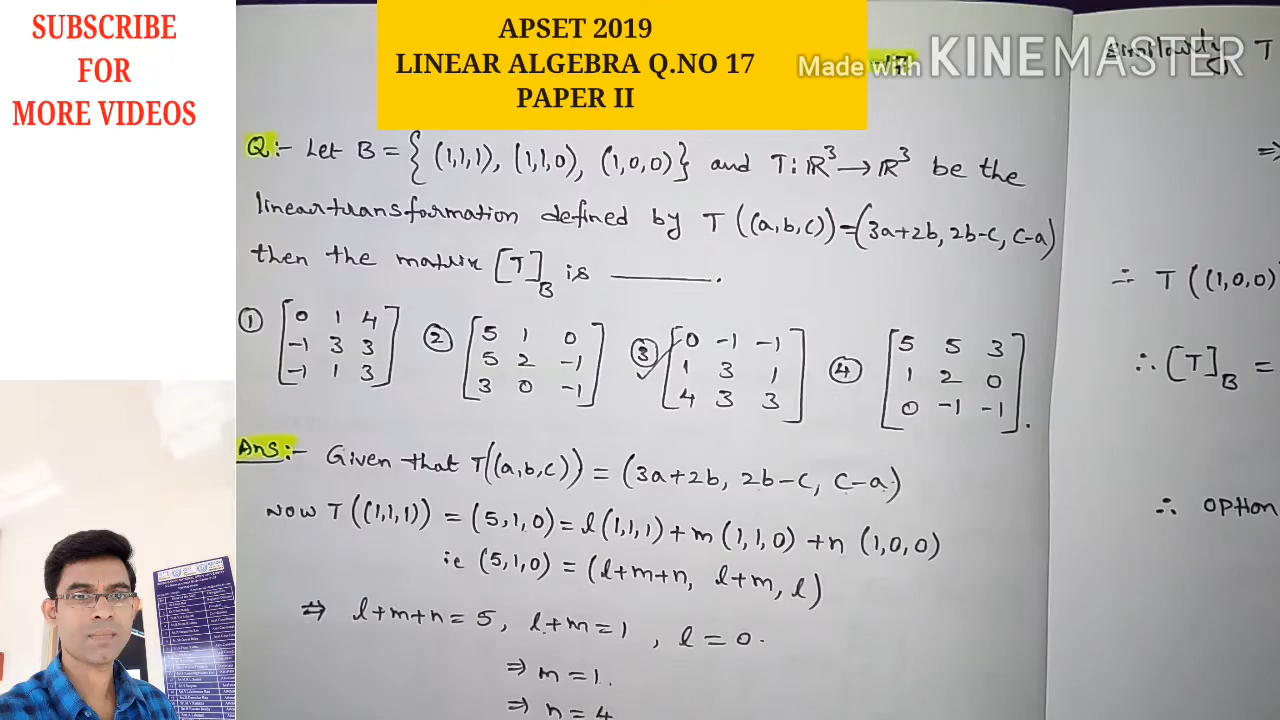 SUBSCRIBE
FOR
MORE VIDEOS
APSET 2019
LINEAR ALGEBRA Q.NO 17
PAPER II
Made with KINEMASTER
Q:- Let B = { (1,1,1), (1,1,0), (1,0,0)} and T: ℝ³ → ℝ³ be the
linear transformation defined by T((a,b,c)) = (3a+2b, 2b-c, c-a)
then the matrix [T]_B is ______.
① [0 1 4 ② [5 1 0 ③ [0 -1 -1 ④ [5 5 3
-1 3 3 5 2 -1 1 3 1 1 2 0
-1 1 3] 3 0 -1] 4 3 3] 0 -1 -1].
Ans:- Given that T((a,b,c)) = (3a+2b, 2b-c, c-a)
Now T((1,1,1)) = (5,1,0) = l(1,1,1) + m(1,1,0) + n(1,0,0)
ie (5,1,0) = (l+m+n, l+m, l)
⇒ l+m+n = 5, l+m = 1, l = 0.
⇒ m = 1.
⇒ n = 4
Similarly T
⇒
∴ T((1,0,0)
∴ [T]_B =
∴ option